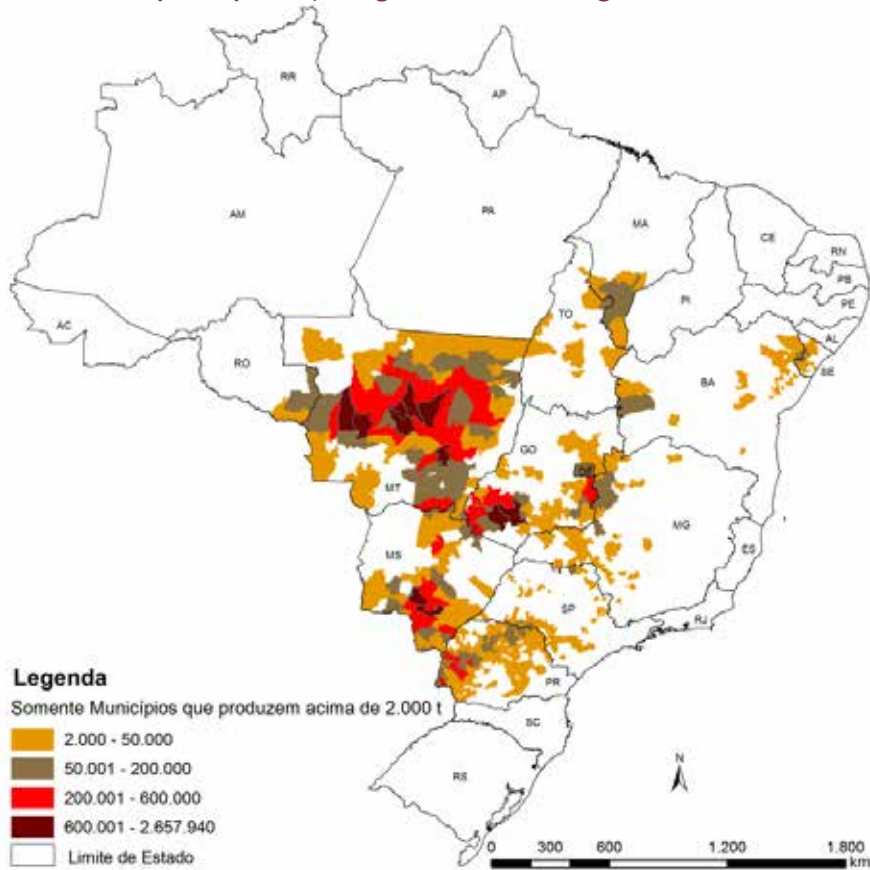 RR
AP
AM
PA
MA
CE
RN
PB
PE
PI
AC
TO
AL
SE
RO
BA
GO
DF
MT
MG
MS
ES
SP
RJ
PR
SC
RS
Legenda
Somente Municípios que produzem acima de 2.000 t
2.000 - 50.000
50.001 - 200.000
200.001 - 600.000
600.001 - 2.657.940
Limite de Estado
N
0 300 600 1.200 1.800
km